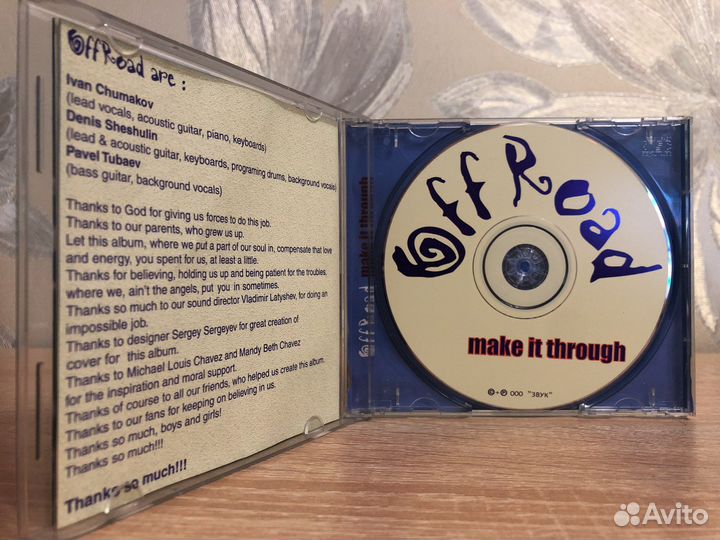 OffRoad are :
Ivan Chumakov
(lead vocals, acoustic guitar, piano, keyboards)
Denis Sheshulin
(lead & acoustic guitar, keyboards, programing drums, background vocals)
Pavel Tubaev
(bass guitar, background vocals)
Thanks to God for giving us forces to do this job.
Thanks to our parents, who grew us up.
Let this album, where we put a part of our soul in, compensate that love
and energy, you spent for us, at least a little.
Thanks for believing, holding us up and being patient for the troubles,
where we, ain't the angels, put you in sometimes.
Thanks so much to our sound director Vladimir Latyshev, for doing an
impossible job.
Thanks to designer Sergey Sergeyev for great creation of
cover for this album.
Thanks to Michael Louis Chavez and Mandy Beth Chavez
for the inspiration and moral support.
Thanks of course to all our friends, who helped us create this album.
Thanks to our fans for keeping on believing in us.
Thanks so much, boys and girls!
Thanks so much!!!
Thanks so much!!!
OffRoad make it through
OffRoad
make it through
© ℗ ООО "ЗВУК"
Avito